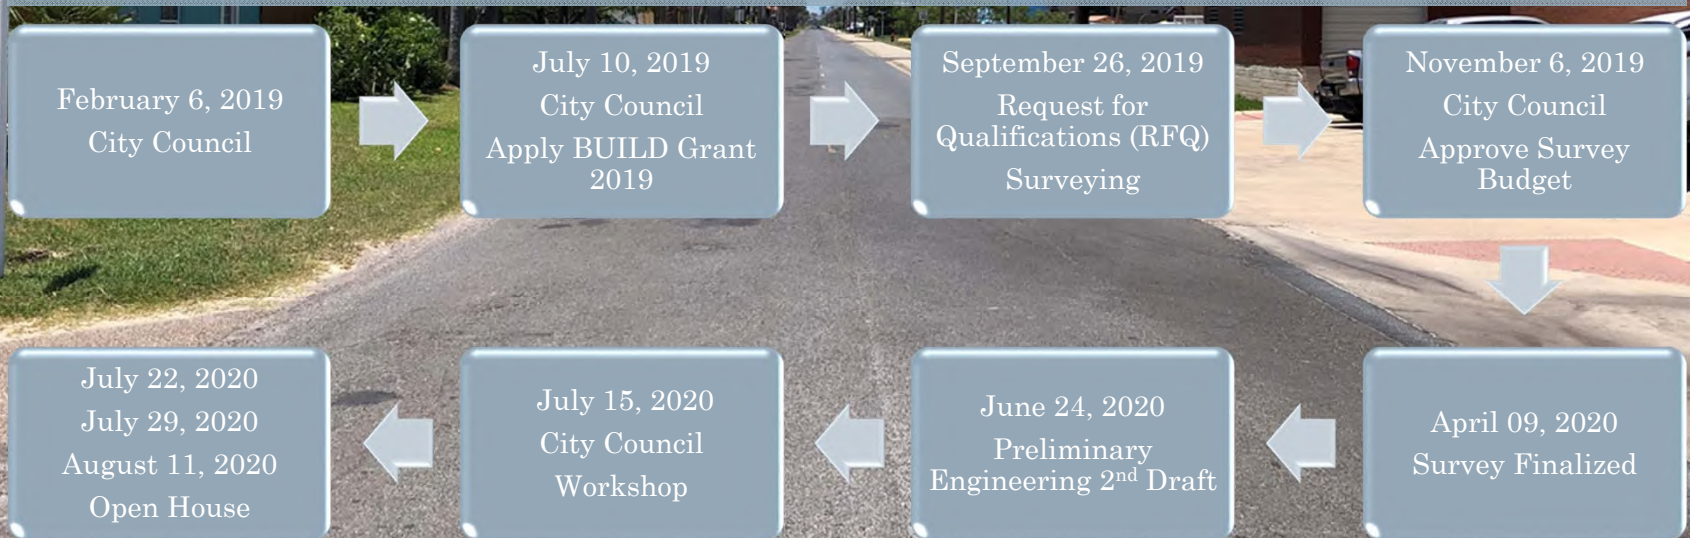 February 6, 2019
City Council
July 10, 2019
City Council
Apply BUILD Grant
2019
September 26, 2019
Request for
Qualifications (RFQ)
Surveying
November 6, 2019
City Council
Approve Survey
Budget
April 09, 2020
Survey Finalized
June 24, 2020
Preliminary
Engineering 2nd Draft
July 15, 2020
City Council
Workshop
July 22, 2020
July 29, 2020
August 11, 2020
Open House